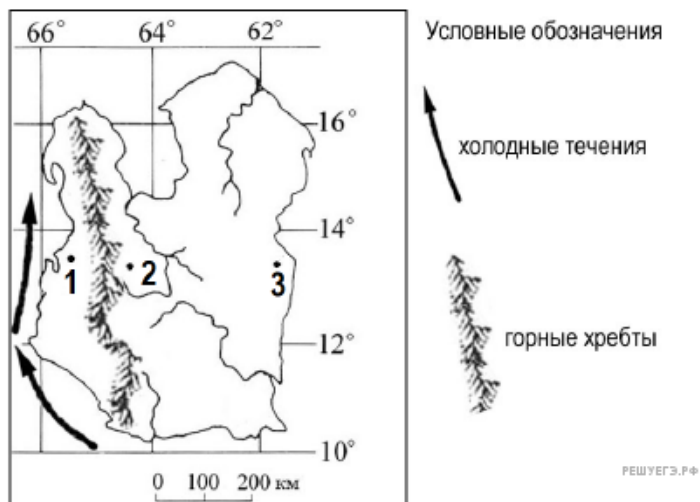 66° 64° 62°
Условные обозначения
16°
холодные течения
14°
1 2 3
горные хребты
12°
10°
0 100 200 км
РЕШУЕГЭ.РФ